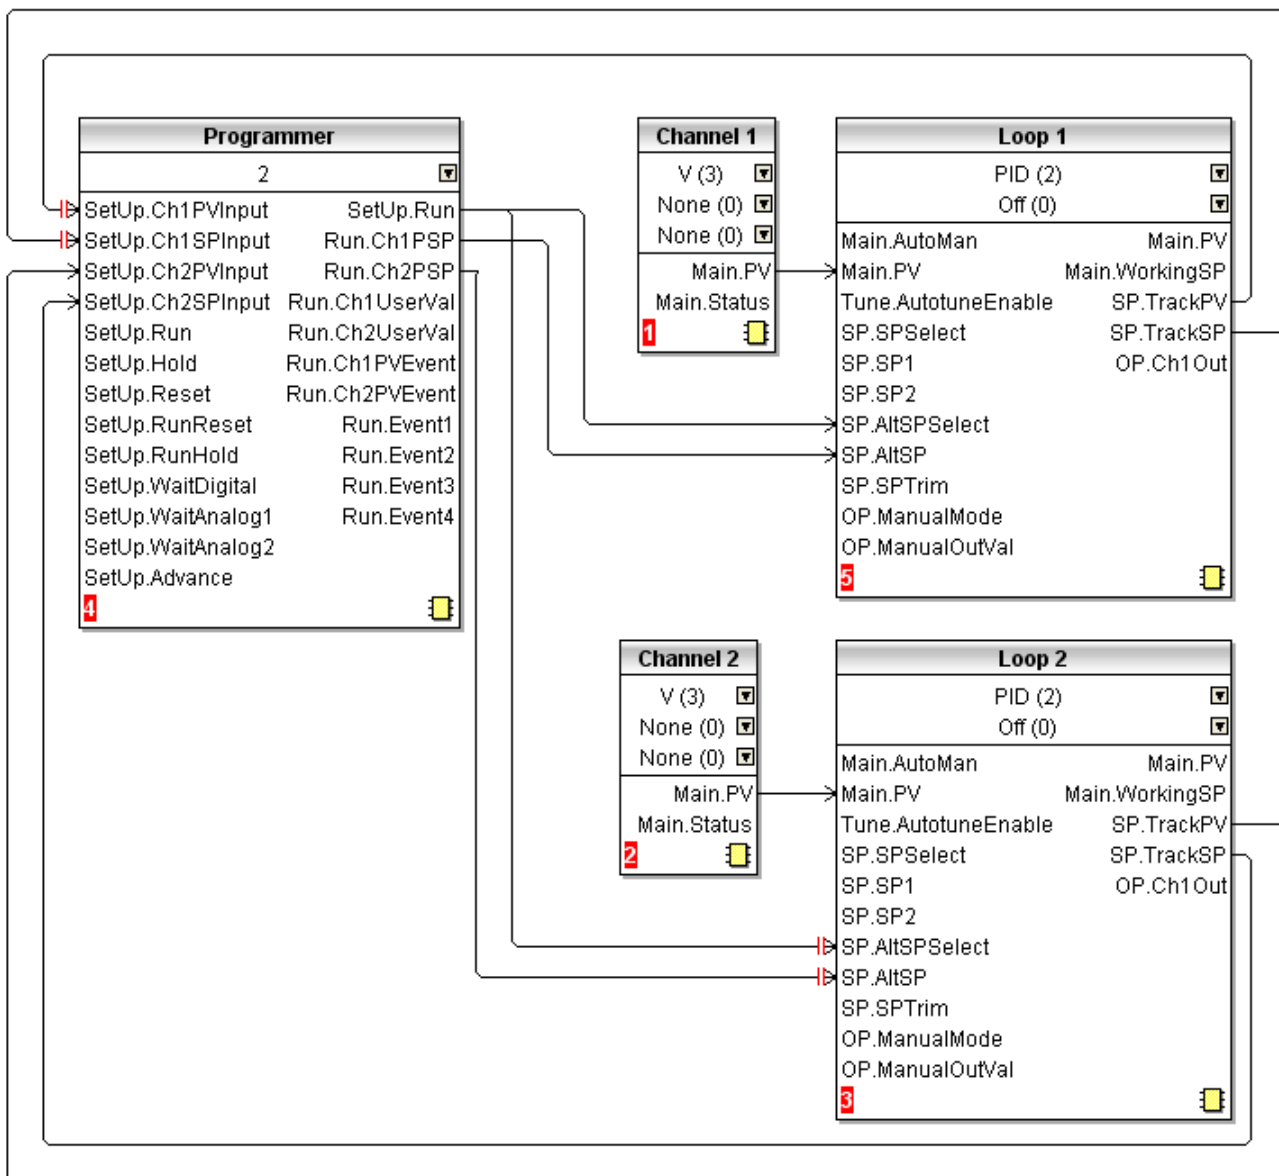 Programmer
2
SetUp.Ch1PVInput SetUp.Run
SetUp.Ch1SPInput Run.Ch1PSP
SetUp.Ch2PVInput Run.Ch2PSP
SetUp.Ch2SPInput Run.Ch1UserVal
SetUp.Run Run.Ch2UserVal
SetUp.Hold Run.Ch1PVEvent
SetUp.Reset Run.Ch2PVEvent
SetUp.RunReset Run.Event1
SetUp.RunHold Run.Event2
SetUp.WaitDigital Run.Event3
SetUp.WaitAnalog1 Run.Event4
SetUp.WaitAnalog2
SetUp.Advance
4
Channel 1
V (3)
None (0)
None (0)
Main.PV
Main.Status
1
Loop 1
PID (2)
Off (0)
Main.AutoMan Main.PV
Main.PV Main.WorkingSP
Tune.AutotuneEnable SP.TrackPV
SP.SPSelect SP.TrackSP
SP.SP1 OP.Ch1Out
SP.SP2
SP.AltSPSelect
SP.AltSP
SP.SPTrim
OP.ManualMode
OP.ManualOutVal
5
Channel 2
V (3)
None (0)
None (0)
Main.PV
Main.Status
2
Loop 2
PID (2)
Off (0)
Main.AutoMan Main.PV
Main.PV Main.WorkingSP
Tune.AutotuneEnable SP.TrackPV
SP.SPSelect SP.TrackSP
SP.SP1 OP.Ch1Out
SP.SP2
SP.AltSPSelect
SP.AltSP
SP.SPTrim
OP.ManualMode
OP.ManualOutVal
3